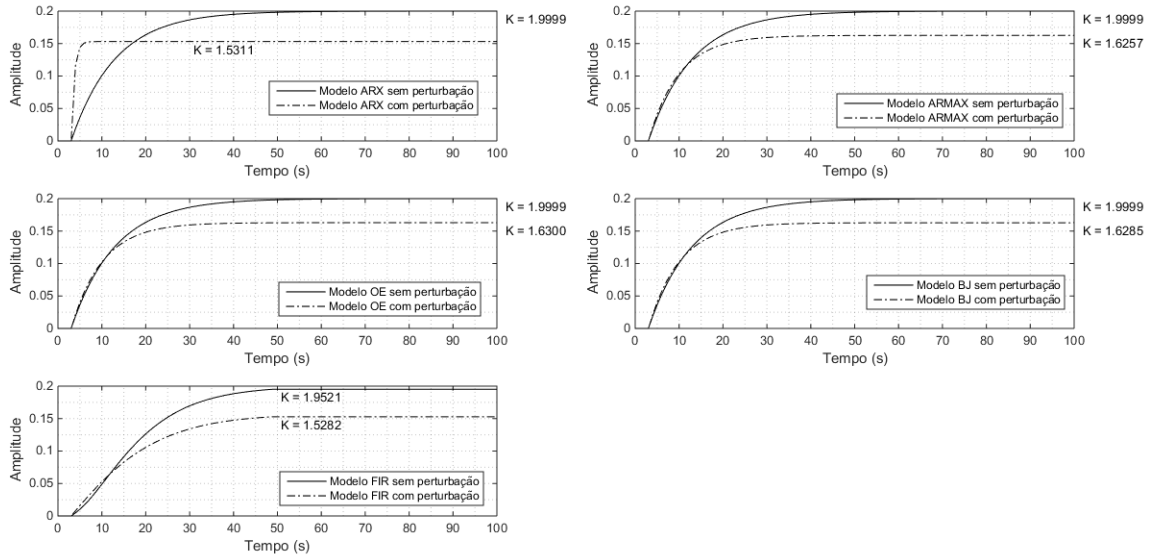 0.2
0.15
0.1
0.05
0
Amplitude
K = 1.9999
K = 1.5311
Modelo ARX sem perturbação
Modelo ARX com perturbação
0 10 20 30 40 50 60 70 80 90 100
Tempo (s)
0.2
0.15
0.1
0.05
0
Amplitude
K = 1.9999
K = 1.6257
Modelo ARMAX sem perturbação
Modelo ARMAX com perturbação
0 10 20 30 40 50 60 70 80 90 100
Tempo (s)
0.2
0.15
0.1
0.05
0
Amplitude
K = 1.9999
K = 1.6300
Modelo OE sem perturbação
Modelo OE com perturbação
0 10 20 30 40 50 60 70 80 90 100
Tempo (s)
0.2
0.15
0.1
0.05
0
Amplitude
K = 1.9999
K = 1.6285
Modelo BJ sem perturbação
Modelo BJ com perturbação
0 10 20 30 40 50 60 70 80 90 100
Tempo (s)
0.2
0.15
0.1
0.05
0
Amplitude
K = 1.9521
K = 1.5282
Modelo FIR sem perturbação
Modelo FIR com perturbação
0 10 20 30 40 50 60 70 80 90 100
Tempo (s)